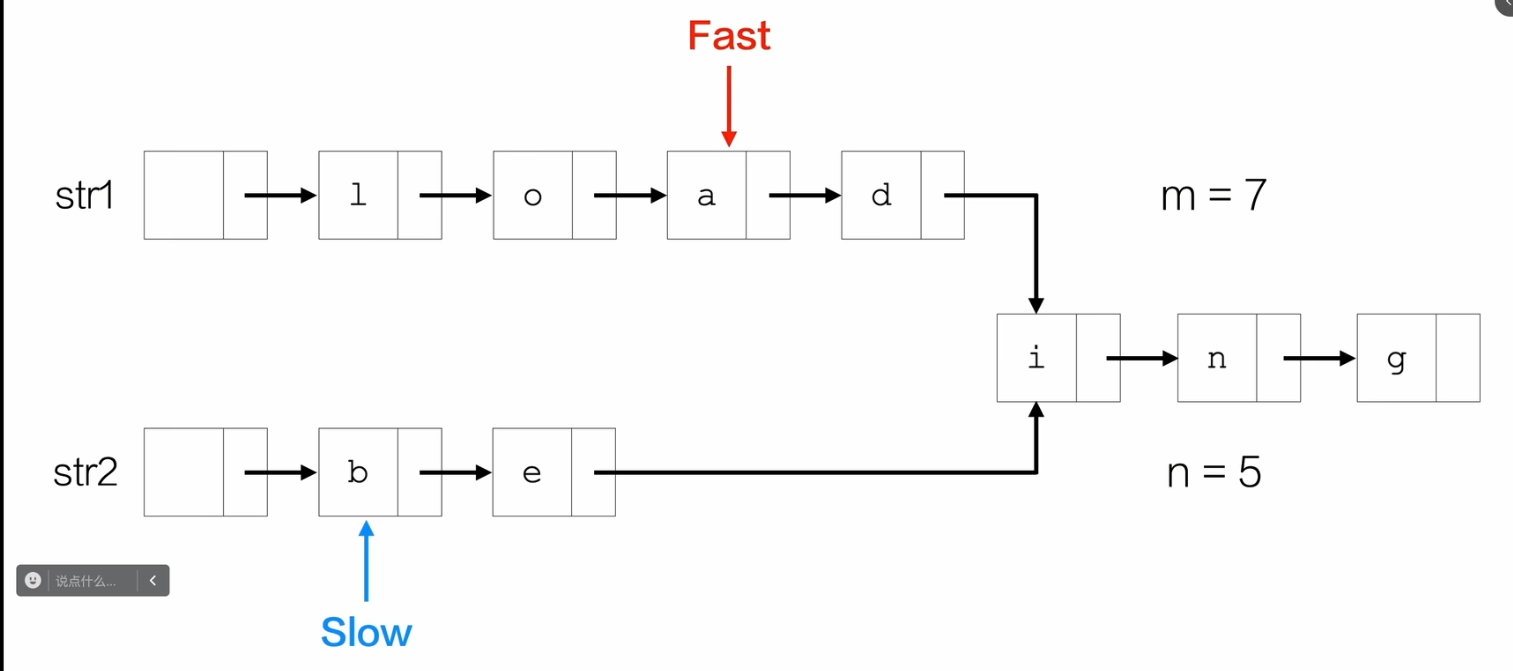 Fast
str1 l o a d m = 7
i n g
str2 b e n = 5
说点什么...
Slow